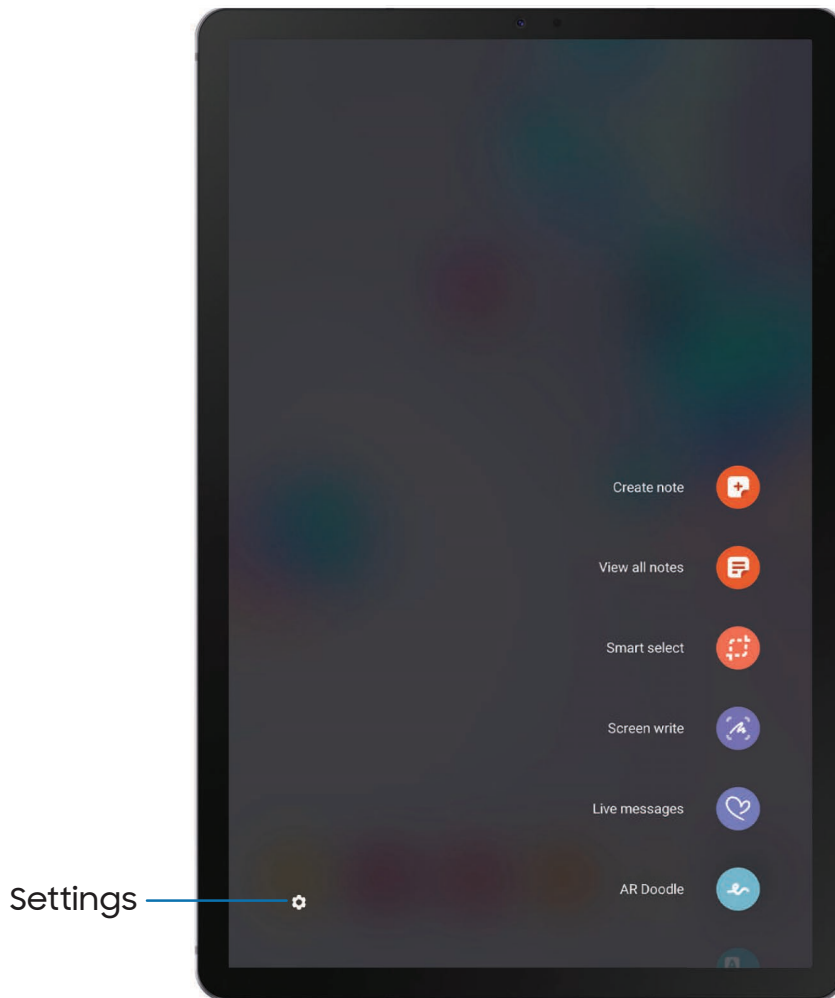 Create note
View all notes
Smart select
Screen write
Live messages
AR Doodle
Settings